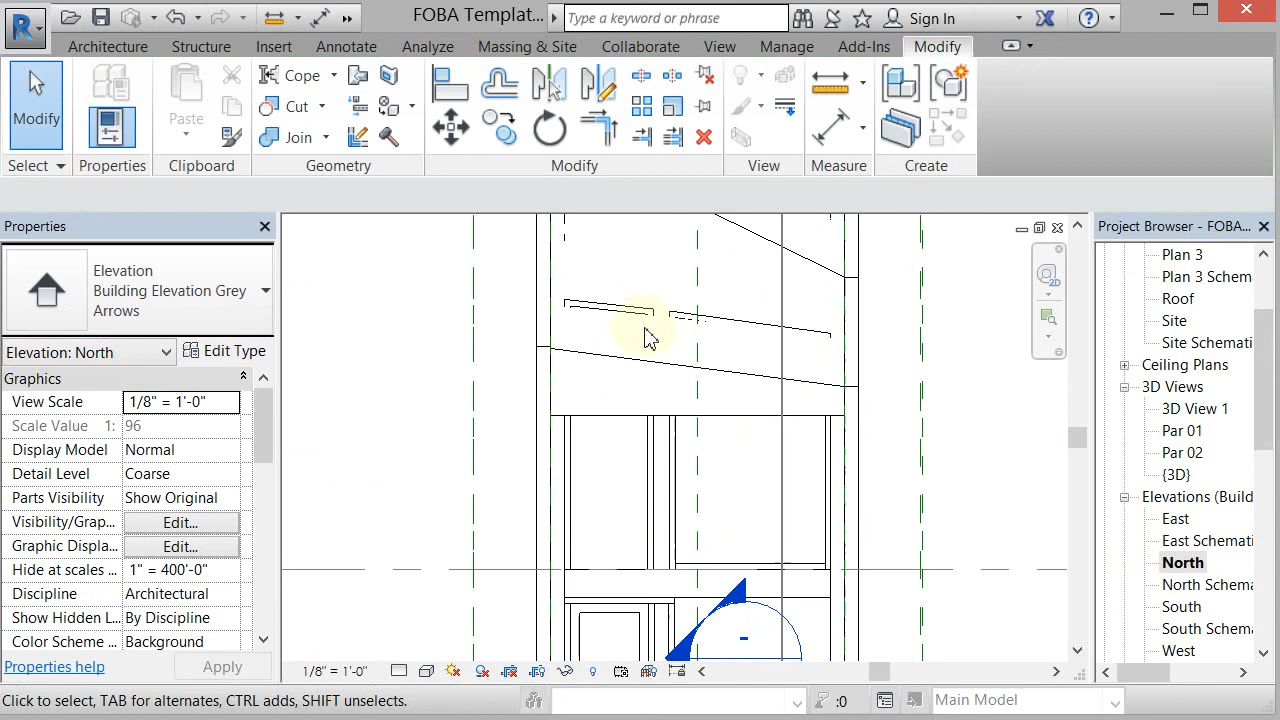 FOBA Templat...
Type a keyword or phrase
Sign In
Architecture
Structure
Insert
Annotate
Analyze
Massing & Site
Collaborate
View
Manage
Add-Ins
Modify
Modify
Paste
Cope
Cut
Join
Select
Properties
Clipboard
Geometry
Modify
View
Measure
Create
Properties
Elevation
Building Elevation Grey
Arrows
Elevation: North
Edit Type
Graphics
View Scale
1/8" = 1'-0"
Scale Value 1:
96
Display Model
Normal
Detail Level
Coarse
Parts Visibility
Show Original
Visibility/Grap...
Edit...
Graphic Displa...
Edit...
Hide at scales ...
1" = 400'-0"
Discipline
Architectural
Show Hidden L...
By Discipline
Color Scheme ...
Background
Properties help
Apply
2D
1/8" = 1'-0"
Project Browser - FOBA...
Plan 3
Plan 3 Schem
Roof
Site
Site Schemati
Ceiling Plans
3D Views
3D View 1
Par 01
Par 02
{3D}
Elevations (Buil
East
East Schemati
North
North Schema
South
South Schem
West
Click to select, TAB for alternates, CTRL adds, SHIFT unselects.
:0
Main Model